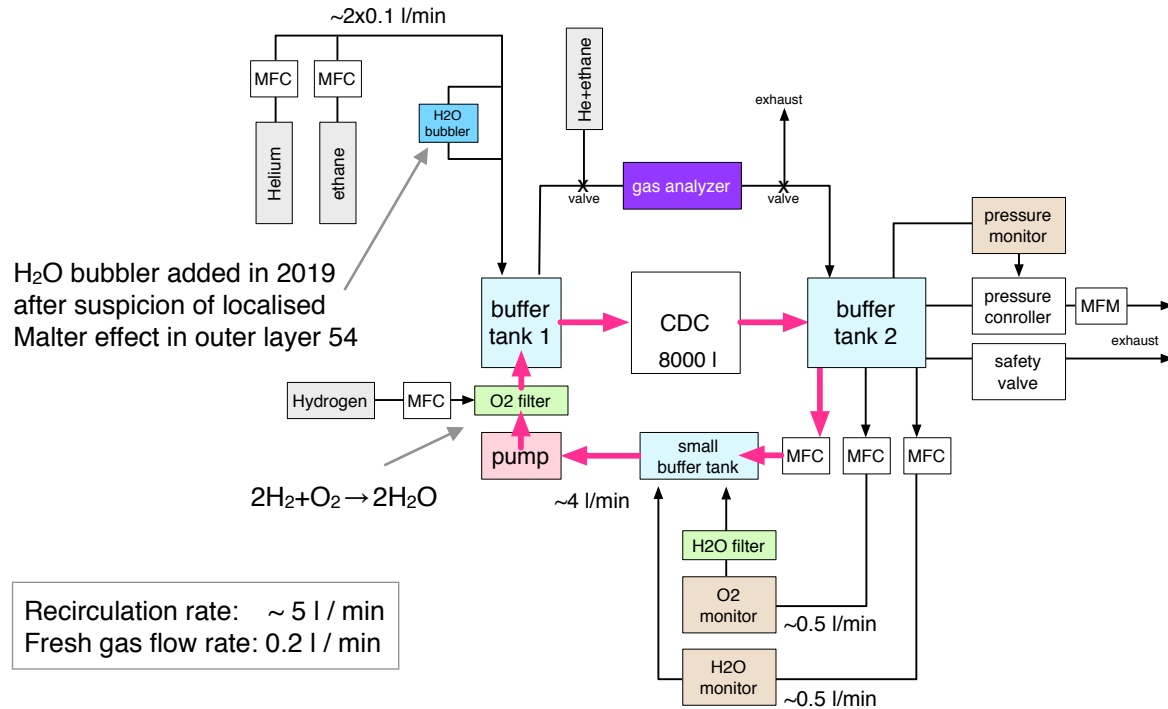 ~2x0.1 l/min
MFC
MFC
Helium
ethane
H2O
bubbler
He+ethane
valve
gas analyzer
valve
exhaust
pressure
monitor
H₂O bubbler added in 2019
after suspicion of localised
Malter effect in outer layer 54
buffer
tank 1
CDC
8000 l
buffer
tank 2
pressure
conroller
MFM
exhaust
safety
valve
Hydrogen
MFC
O2 filter
pump
small
buffer tank
MFC
MFC
MFC
2H₂+O₂→2H₂O
~4 l/min
H2O filter
O2
monitor
~0.5 l/min
H2O
monitor
~0.5 l/min
Recirculation rate: ~ 5 l / min
Fresh gas flow rate: 0.2 l / min